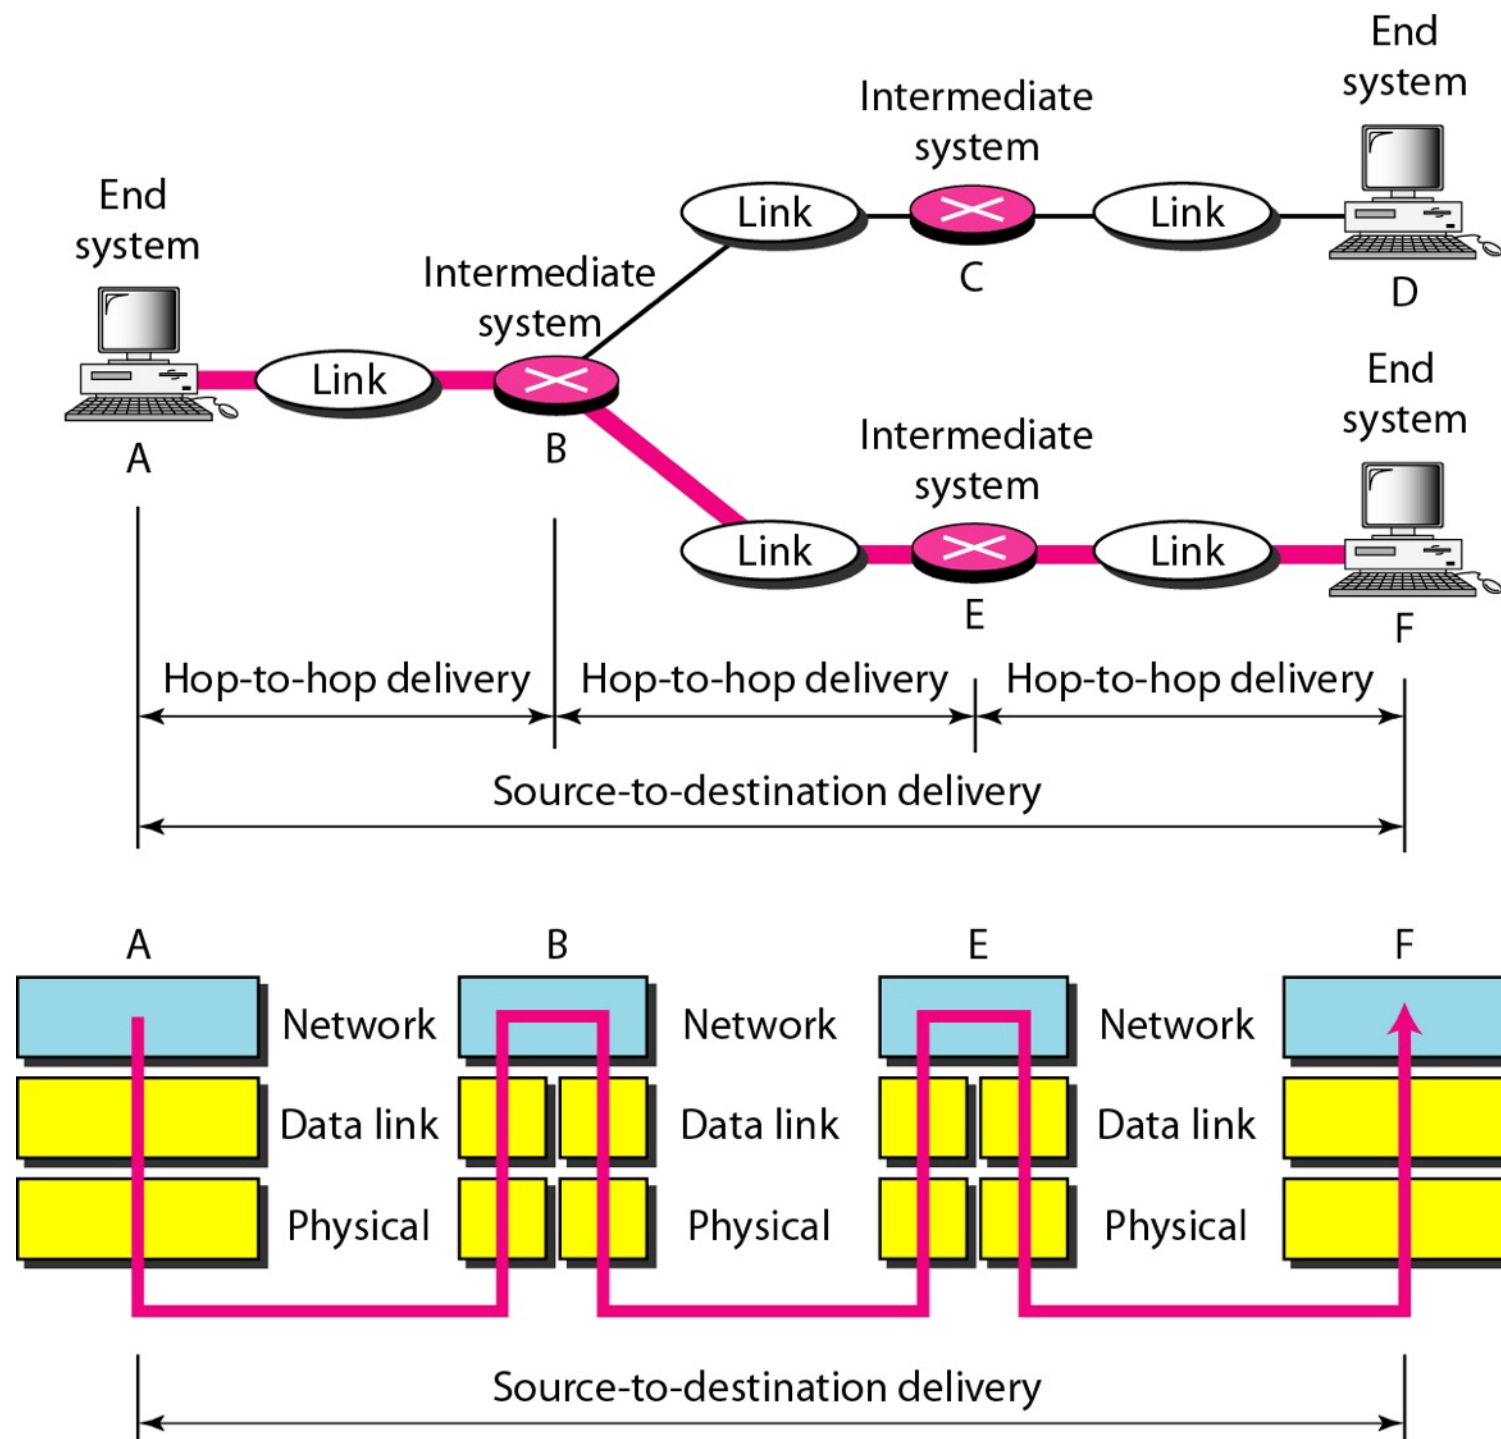 End
system
Intermediate
system
End
system
Link
Link
C
D
Intermediate
system
Link
A
B
End
system
Intermediate
system
Link
Link
E
F
Hop-to-hop delivery
Hop-to-hop delivery
Hop-to-hop delivery
Source-to-destination delivery
A
B
E
F
Network
Network
Network
Data link
Data link
Data link
Physical
Physical
Physical
Source-to-destination delivery